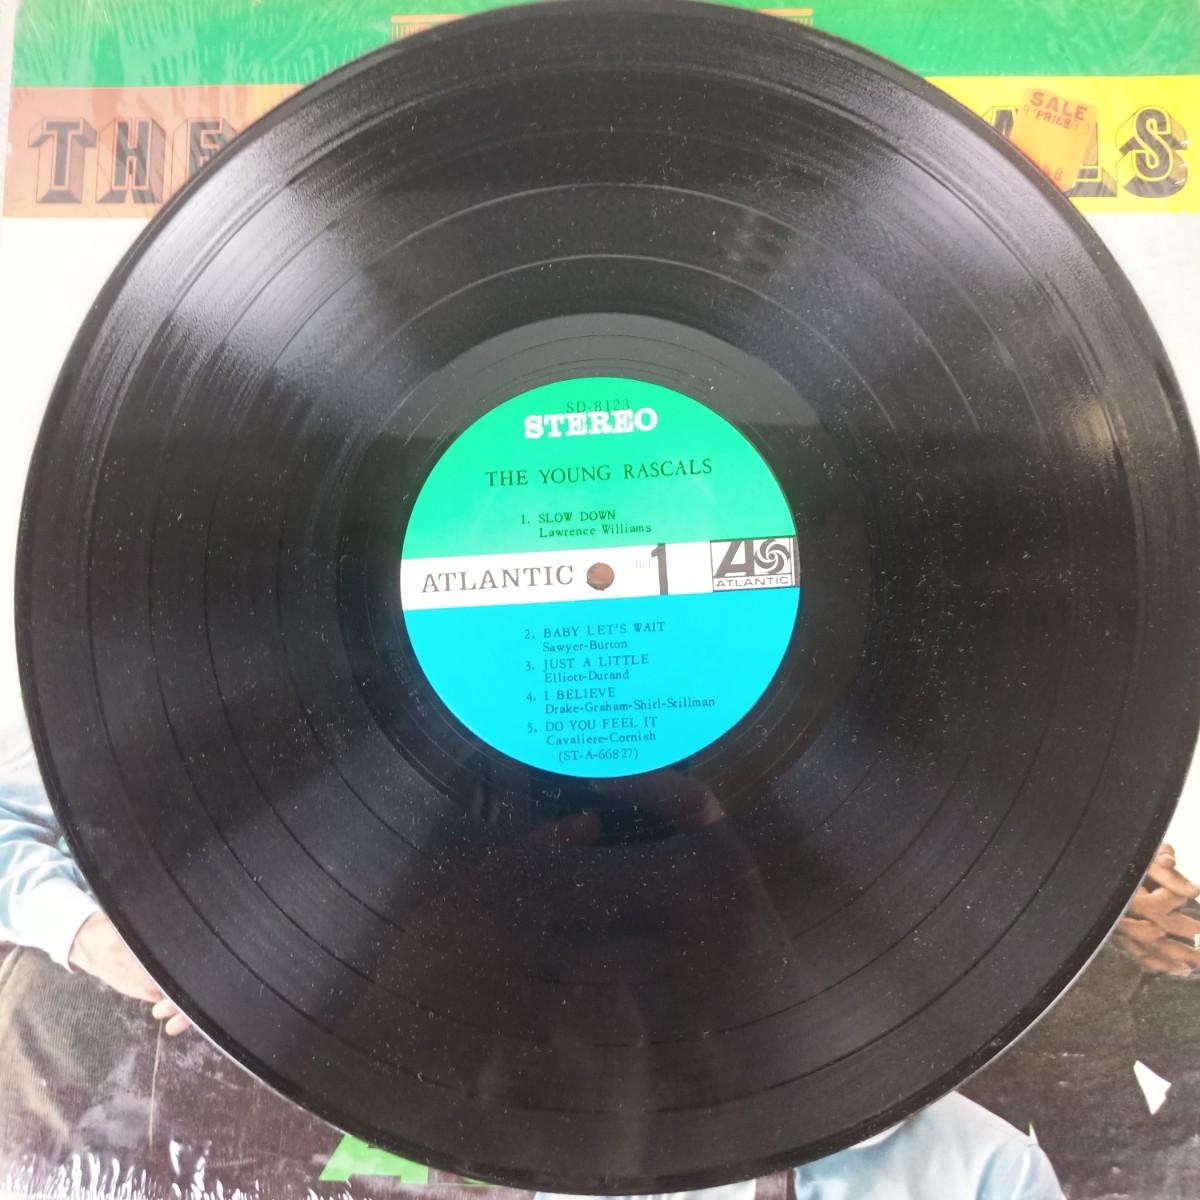 THE
ALS
SALE
PRICE
SD-8123
STEREO
THE YOUNG RASCALS
1. SLOW DOWN
Lawrence Williams
ATLANTIC
SIDE 1
ATLANTIC
2. BABY LET'S WAIT
Sawyer-Burton
3. JUST A LITTLE
Elliott-Durand
4. I BELIEVE
Drake-Graham-Shirl-Stillman
5. DO YOU FEEL IT
Cavaliere-Cornish
(ST-A-66827)